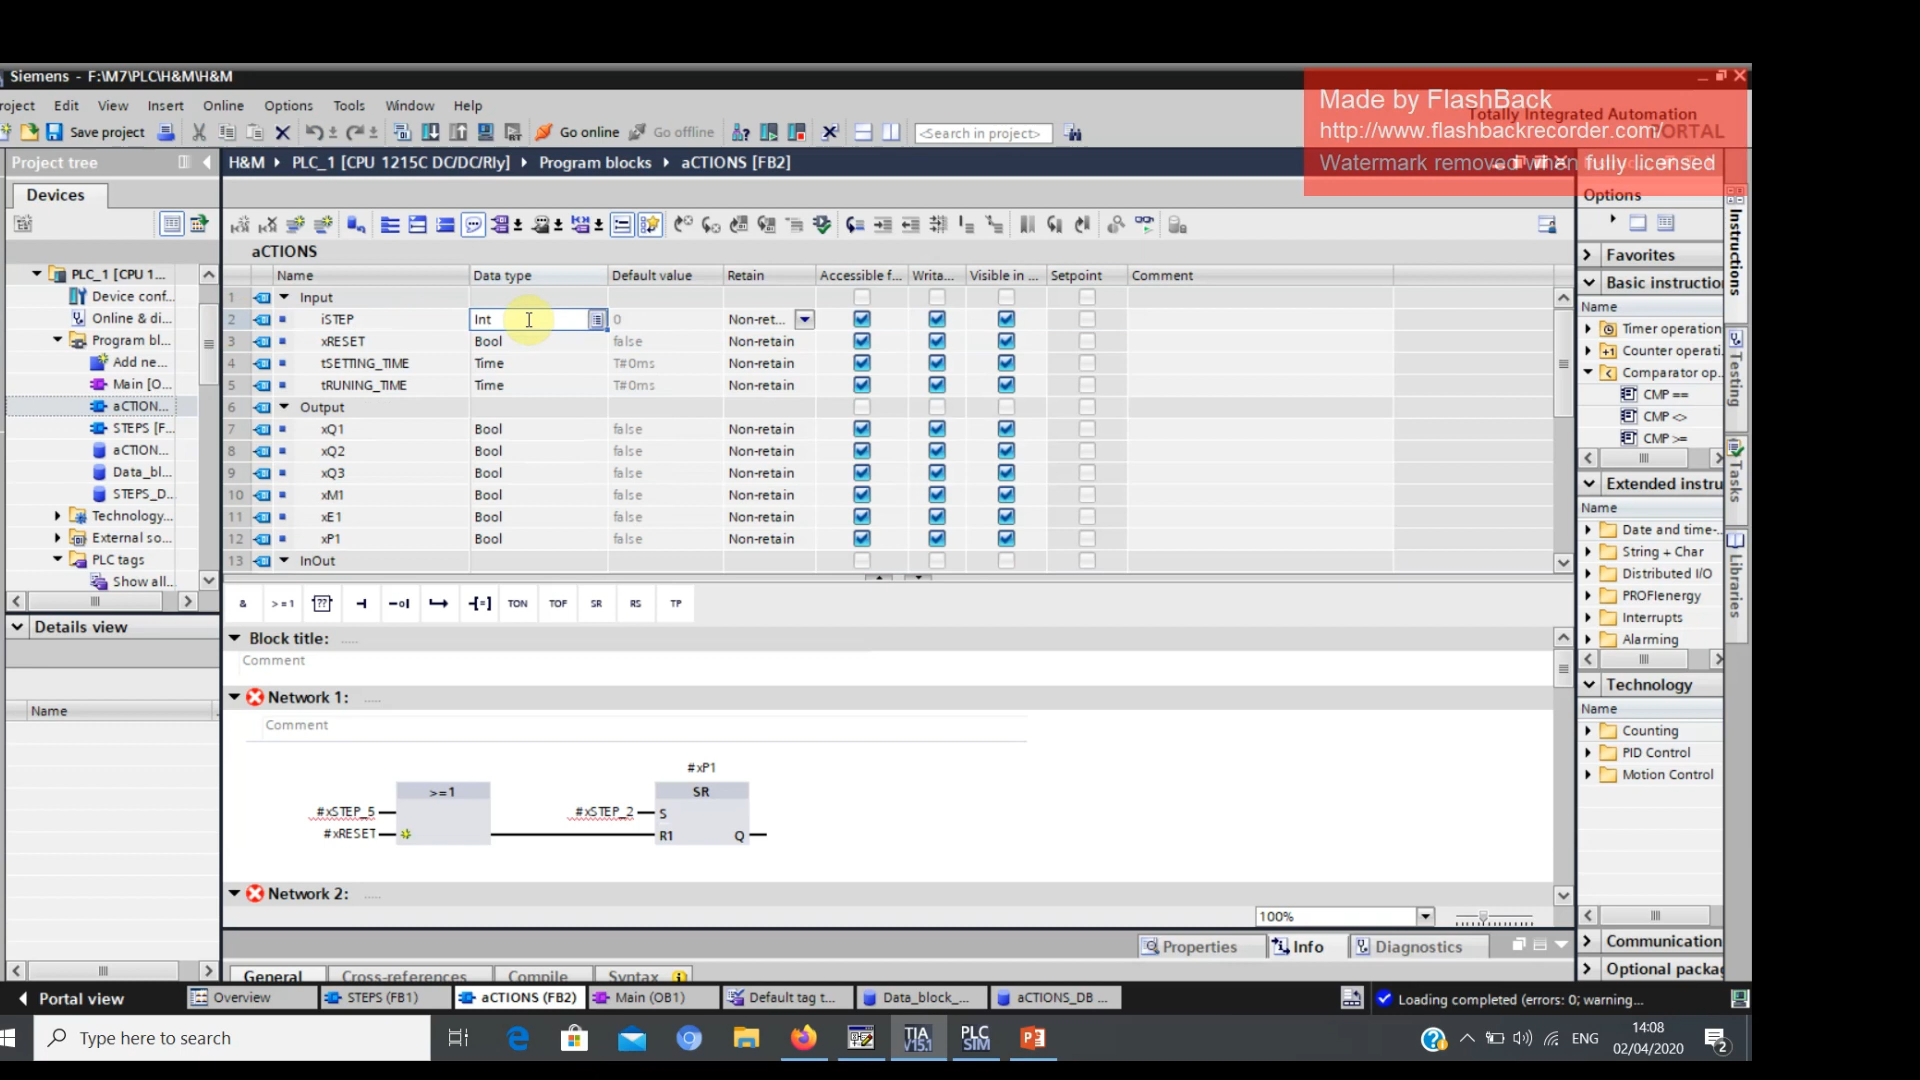 Siemens - F:\M7\PLC\H&M\H&M
Made by FlashBack
http://www.flashbackrecorder.com/
Watermark removed when fully licensed
Totally Integrated Automation
PORTAL
roject Edit View Insert Online Options Tools Window Help
Save project Go online Go offline <Search in project>
Project tree
H&M PLC_1 [CPU 1215C DC/DC/Rly] Program blocks aCTIONS [FB2]
Devices
Options
aCTIONS
Name Data type Default value Retain Accessible f... Writa... Visible in ... Setpoint Comment
1 Input
2 iSTEP Int 0 Non-ret...
3 xRESET Bool false Non-retain
4 tSETTING_TIME Time T#0ms Non-retain
5 tRUNING_TIME Time T#0ms Non-retain
6 Output
7 xQ1 Bool false Non-retain
8 xQ2 Bool false Non-retain
9 xQ3 Bool false Non-retain
10 xM1 Bool false Non-retain
11 xE1 Bool false Non-retain
12 xP1 Bool false Non-retain
13 InOut
PLC_1 [CPU 1...
Device conf...
Online & di...
Program bl...
Add ne...
Main [O...
aCTION...
STEPS [F...
aCTION...
Data_bl...
STEPS_D...
Technology...
External so...
PLC tags
Show all...
Details view
Name
& >=1 ?? TON TOF SR RS TP
Block title: .....
Comment
Network 1: .....
Comment
#xP1
>=1 SR
#xSTEP_5 #xSTEP_2 S
#xRESET R1 Q
Network 2: .....
100%
Favorites
Basic instructio
Name
Timer operation
Counter operati.
Comparator op..
CMP ==
CMP <>
CMP >=
Extended instru
Name
Date and time-..
String + Char
Distributed I/O
PROFIenergy
Interrupts
Alarming
Technology
Name
Counting
PID Control
Motion Control
Communication
Optional packag
Instructions
Testing
Tasks
Libraries
Properties Info Diagnostics
General Cross-references Compile Syntax
Portal view Overview STEPS (FB1) aCTIONS (FB2) Main (OB1) Default tag t... Data_block_... aCTIONS_DB ... Loading completed (errors: 0; warning...
Type here to search
TIA V15.1
PLC SIM
ENG
14:08
02/04/2020
2